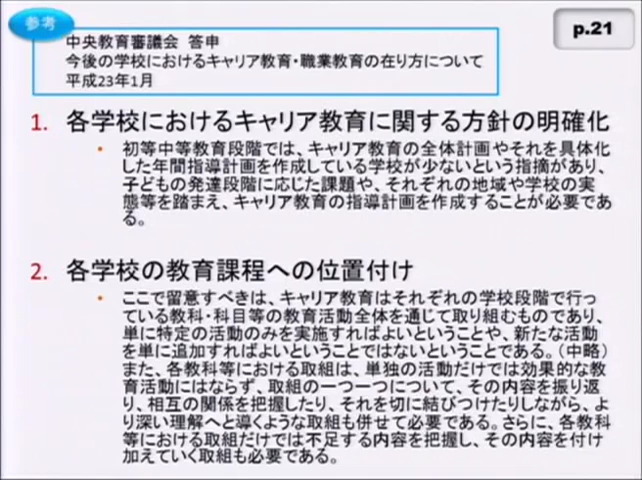 参考
p.21
中央教育審議会 答申
今後の学校におけるキャリア教育・職業教育の在り方について
平成23年1月
1. 各学校におけるキャリア教育に関する方針の明確化
• 初等中等教育段階では、キャリア教育の全体計画やそれを具体化
した年間指導計画を作成している学校が少ないという指摘があり、
子どもの発達段階に応じた課題や、それぞれの地域や学校の実
態等を踏まえ、キャリア教育の指導計画を作成することが必要であ
る。
2. 各学校の教育課程への位置付け
• ここで留意すべきは、キャリア教育はそれぞれの学校段階で行っ
ている教科・科目等の教育活動全体を通じて取り組むものであり、
単に特定の活動のみを実施すればよいということや、新たな活動
を単に追加すればよいということではないということである。（中略）
また、各教科等における取組は、単独の活動だけでは効果的な教
育活動にはならず、取組の一つ一つについて、その内容を振り返
り、相互の関係を把握したり、それを切に結びつけたりしながら、よ
り深い理解へと導くような取組も併せて必要である。さらに、各教科
等における取組だけでは不足する内容を把握し、その内容を付け
加えていく取組も必要である。